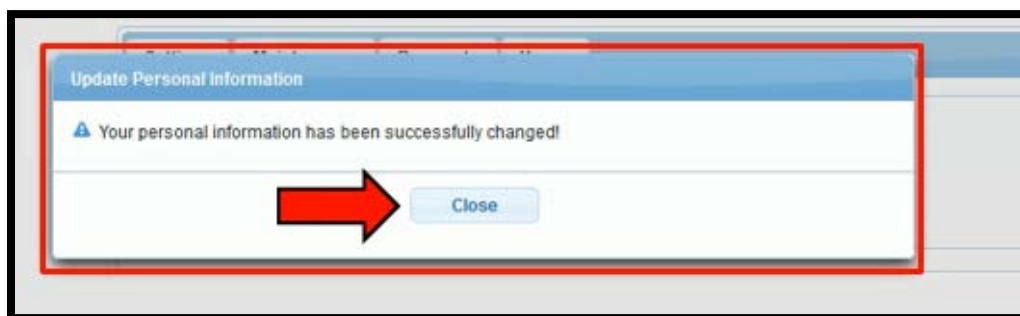 Update Personal Information
Your personal information has been successfully changed!
Close